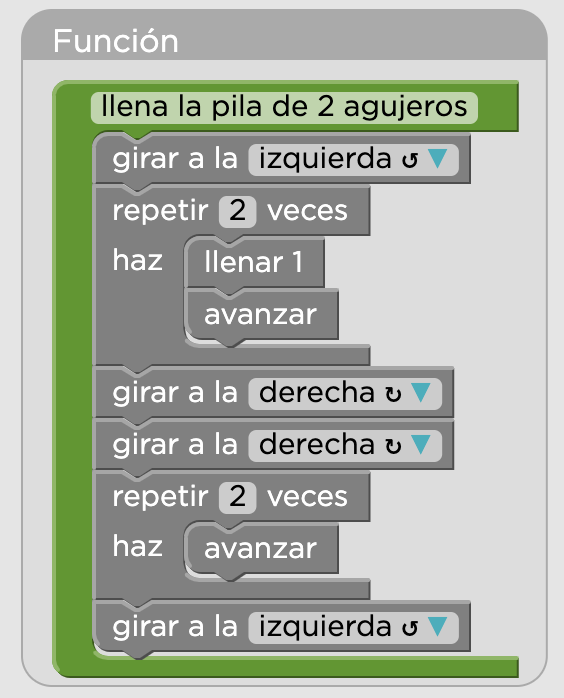 Función
llena la pila de 2 agujeros
girar a la izquierda ↺ ▼
repetir 2 veces
haz llenar 1
avanzar
girar a la derecha ↻ ▼
girar a la derecha ↻ ▼
repetir 2 veces
haz avanzar
girar a la izquierda ↺ ▼